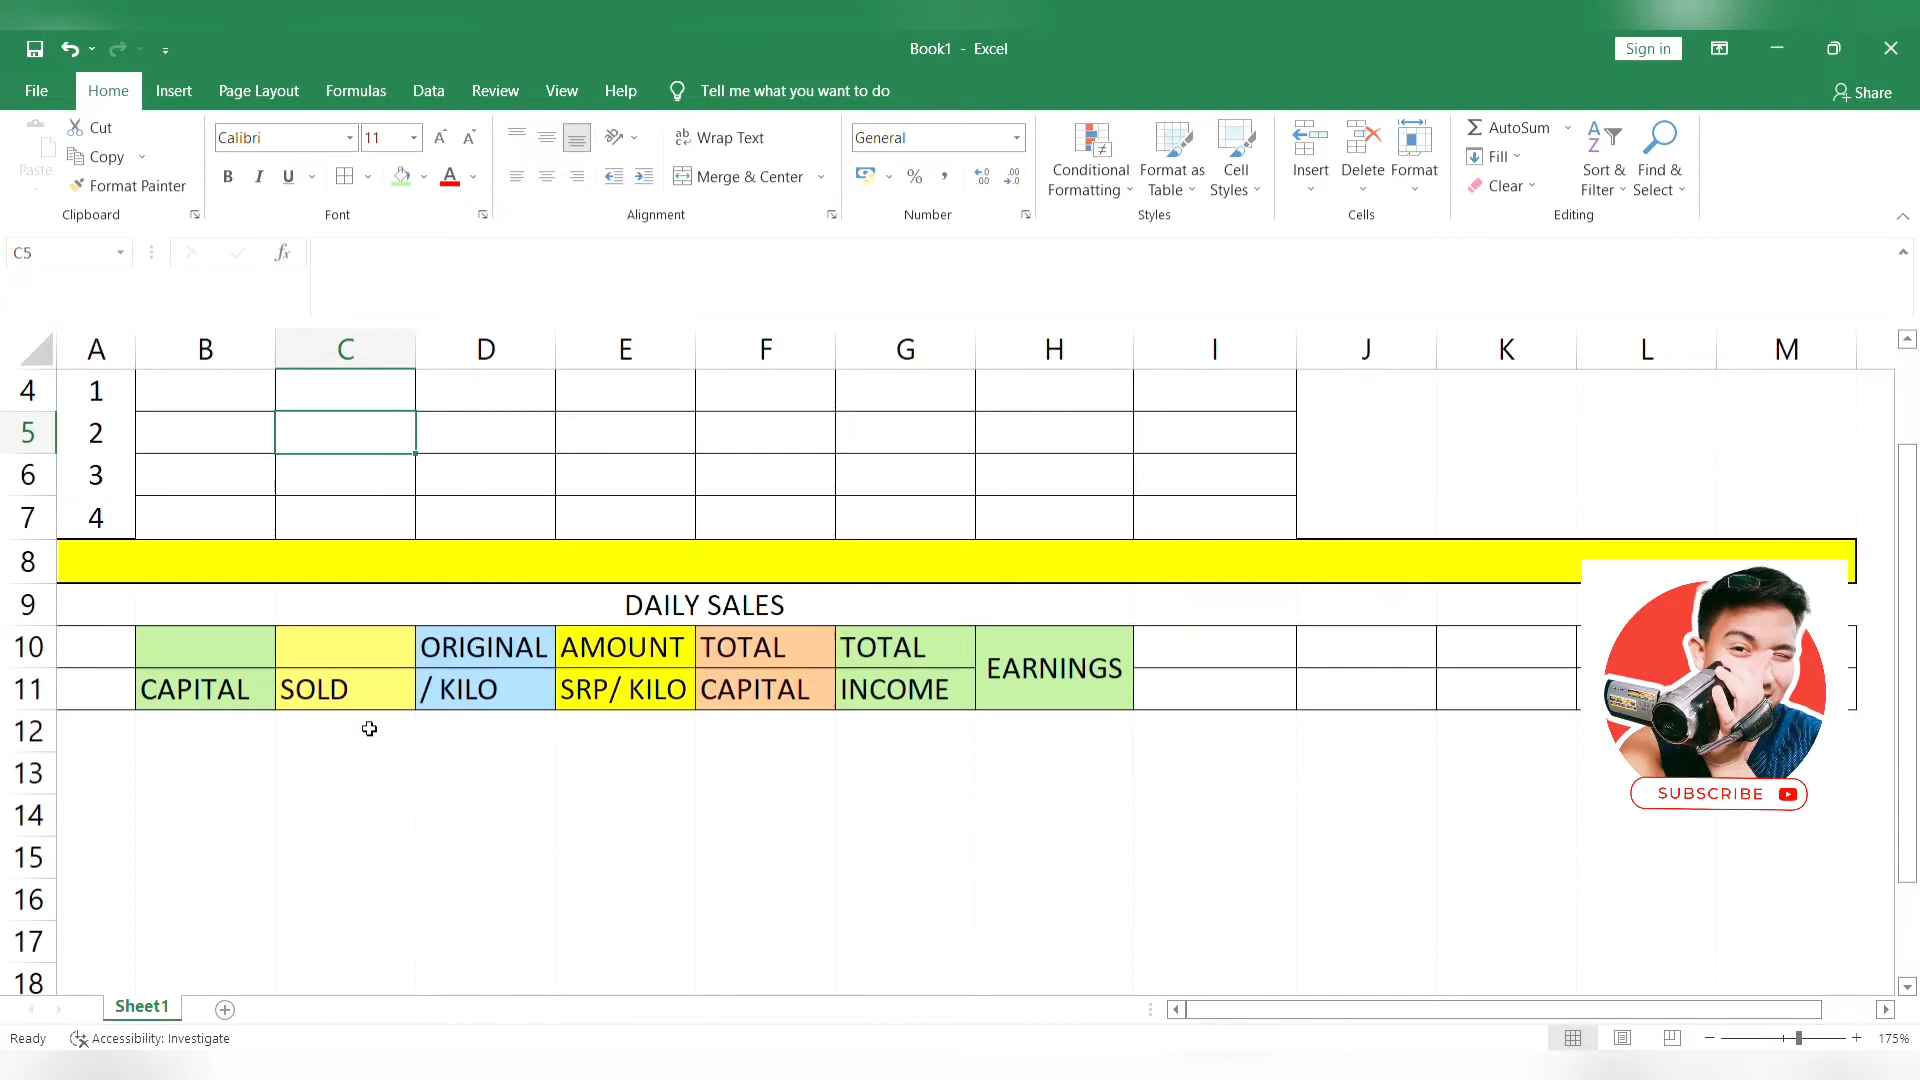 Book1 - Excel
Sign in
File Home Insert Page Layout Formulas Data Review View Help Tell me what you want to do
Share
Paste
Cut
Copy
Format Painter
Clipboard
Calibri 11
A A
B I U A
Font
ab Wrap Text
Merge & Center
Alignment
General
% , .00 .00
Number
Conditional Formatting
Format as Table
Cell Styles
Styles
Insert Delete Format
Cells
AutoSum
Fill
Clear
Sort & Filter
Find & Select
Editing
C5 fx
A B C D E F G H I J K L M
4 1
5 2
6 3
7 4
8
9 DAILY SALES
10 ORIGINAL AMOUNT TOTAL TOTAL
EARNINGS
11 CAPITAL SOLD / KILO SRP/ KILO CAPITAL INCOME
12
13
14
15
16
17
18
SUBSCRIBE
Sheet1
Ready Accessibility: Investigate 175%